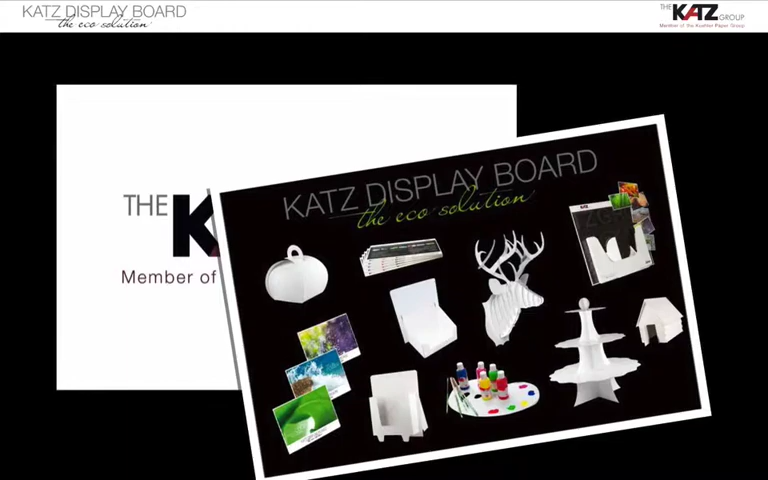 KATZ DISPLAY BOARD
the eco solution
THE KATZ GROUP
Member of the Koehler Paper Group
THE K
Member of
KATZ DISPLAY BOARD
the eco solution